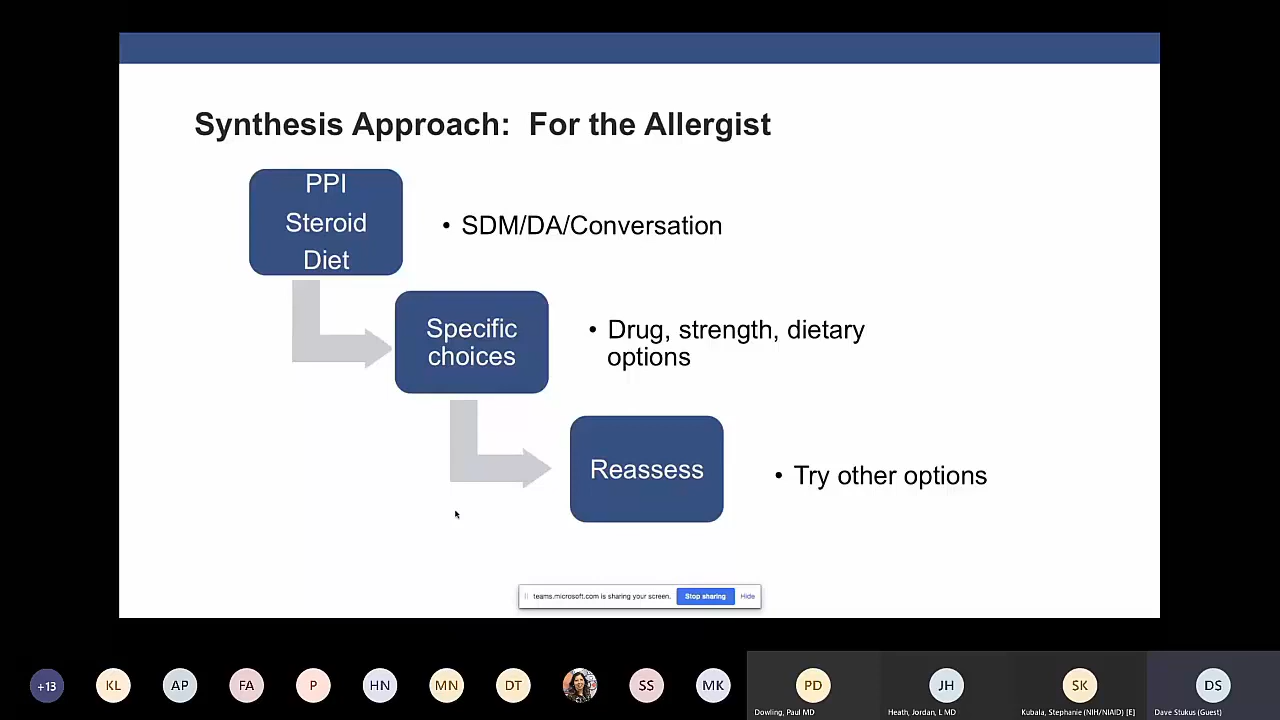 Synthesis Approach: For the Allergist
PPI
Steroid
Diet
• SDM/DA/Conversation
Specific
choices
• Drug, strength, dietary
options
Reassess
• Try other options
teams.microsoft.com is sharing your screen.
Stop sharing
Hide
+13
KL
AP
FA
P
HN
MN
DT
SS
MK
PD
JH
SK
DS
Dowling, Paul MD
Heath, Jordan, L MD
Kubala, Stephanie (NIH/NIAID) [E]
Dave Stukus (Guest)